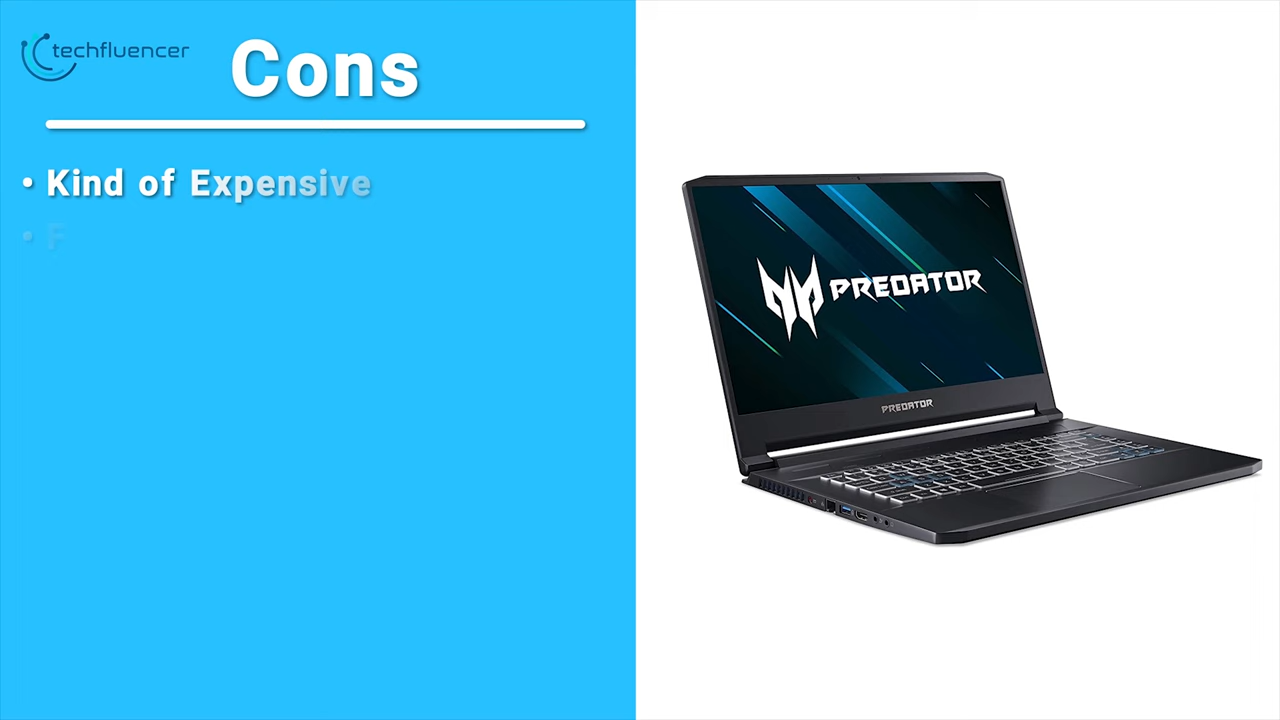 techfluencer
Cons
• Kind of Expensive
• F
PREDATOR
PREDATOR